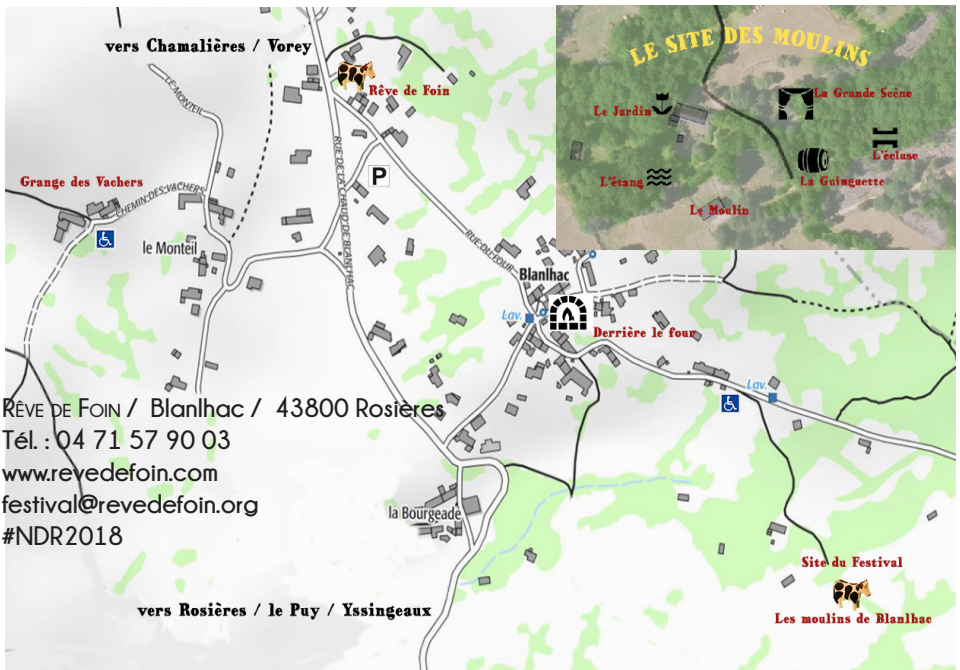 vers Chamalières / Vorey
Rêve de Foin
LE MONTEIL
RUE DE LA CHAUD DE BLANLHAC
P
Grange des Vachers
CHEMIN DES VACHERS
le Monteil
RUE DU FOUR
Blanlhac
Lav.
Derrière le four
Lav.
LE SITE DES MOULINS
La Grande Scène
Le Jardin
L'écluse
La Guinguette
L'étang
Le Moulin
RÊVE DE FOIN / Blanlhac / 43800 Rosières
Tél. : 04 71 57 90 03
www.revedefoin.com
festival@revedefoin.org
#NDR2018
la Bourgeade
vers Rosières / le Puy / Yssingeaux
Site du Festival
Les moulins de Blanlhac